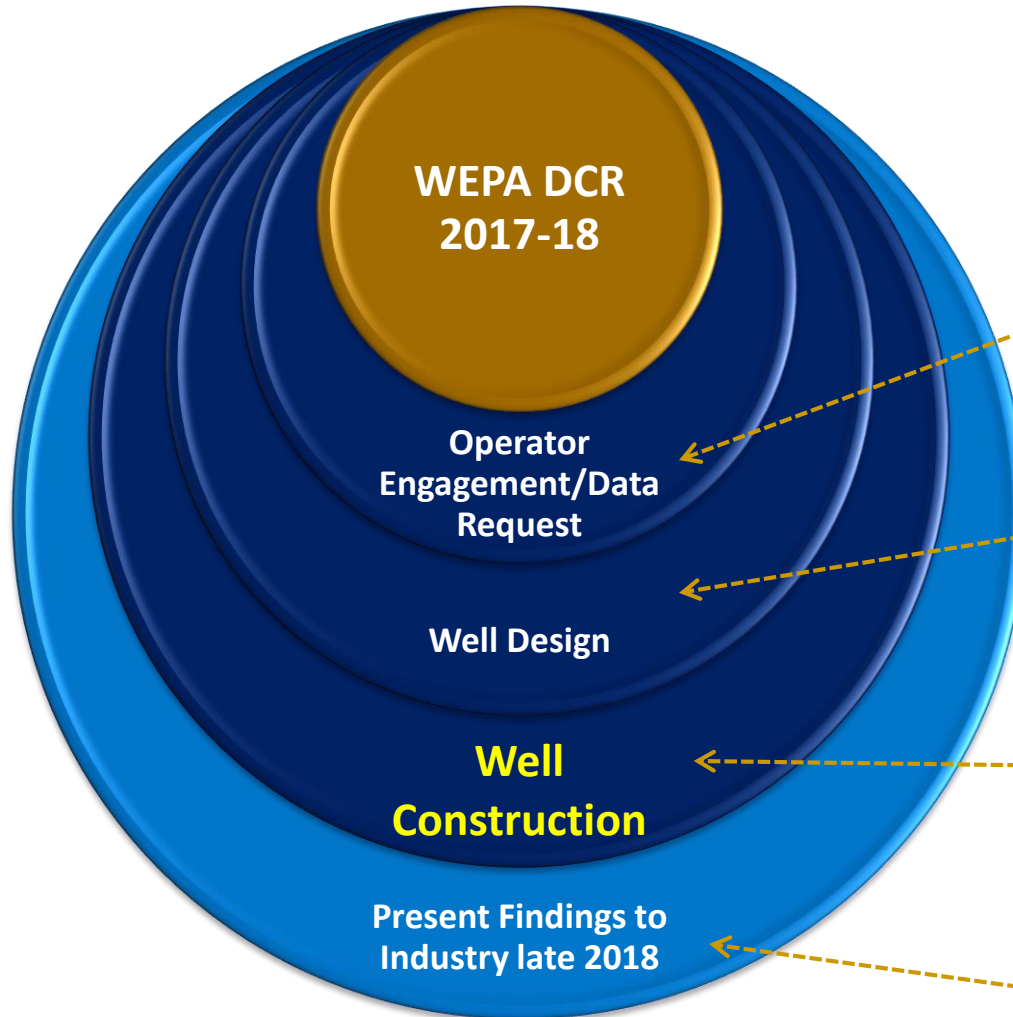 WEPA DCR
2017-18
Operator
Engagement/Data
Request
Well Design
Well
Construction
Present Findings to
Industry late 2018